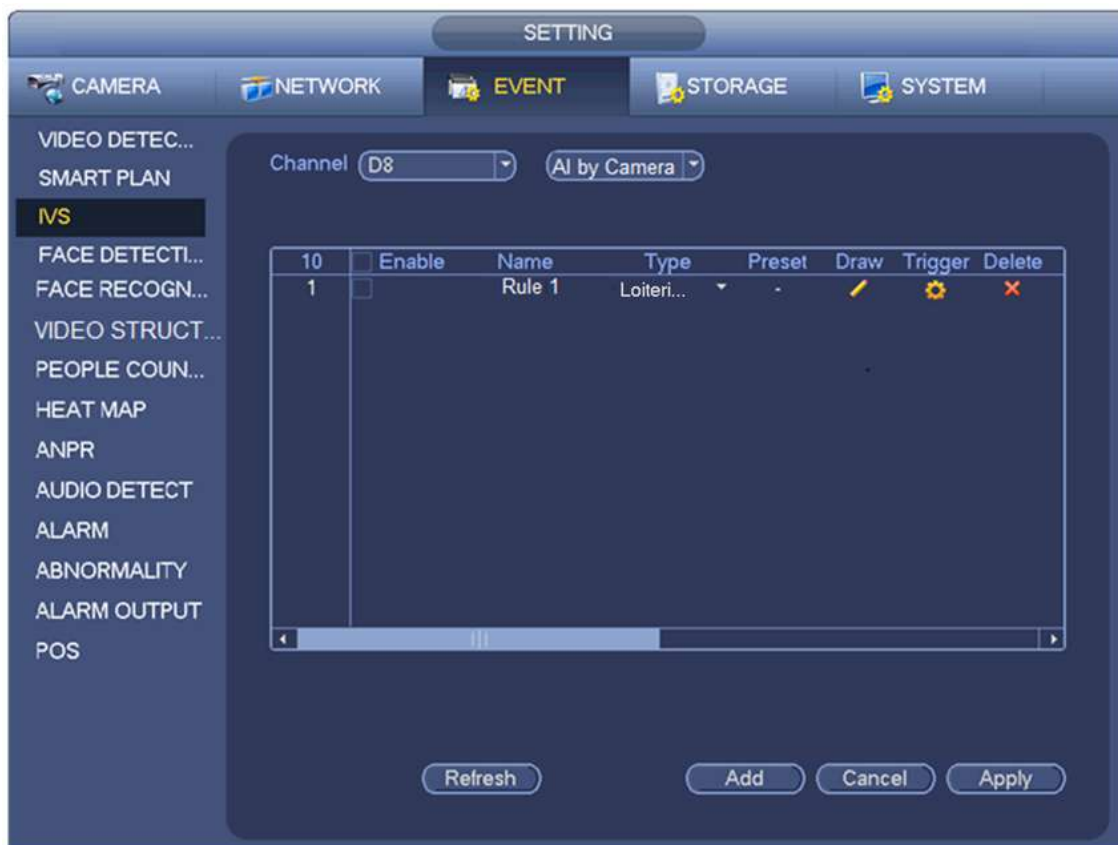 SETTING
CAMERA NETWORK EVENT STORAGE SYSTEM
VIDEO DETEC...
SMART PLAN
IVS
FACE DETECTI...
FACE RECOGN...
VIDEO STRUCT...
PEOPLE COUN...
HEAT MAP
ANPR
AUDIO DETECT
ALARM
ABNORMALITY
ALARM OUTPUT
POS
Channel D8 AI by Camera
10 Enable Name Type Preset Draw Trigger Delete
1 Rule 1 Loiteri... -
Refresh Add Cancel Apply